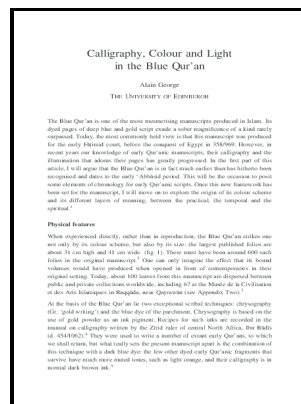 Calligraphy, Colour and Light
in the Blue Qur'an
Alain George
THE UNIVERSITY OF EDINBURGH
The Blue Qur'an is one of the most mesmerising manuscripts produced in Islam. Its
dyed pages of deep blue and gold script exude a sober magnificence of a kind rarely
surpassed. Today, the most commonly held view is that this manuscript was produced
for the early Fāṭimid court, before the conquest of Egypt in 358/969. However, in
recent years our knowledge of early Qur'anic manuscripts, their calligraphy and the
illumination that adorns their pages has greatly progressed. In the first part of this
article, I will argue that the Blue Qur'an is in fact much earlier than has hitherto been
recognised and dates to the early ʿAbbāsid period. This will be the occasion to posit
some elements of chronology for early Qur'anic scripts. Once this new framework has
been set for the manuscript, I will move on to explore the origin of its colour scheme
and its different layers of meaning, between the practical, the temporal and the
spiritual.¹
Physical features
When experienced directly, rather than in reproduction, the Blue Qur'an strikes one
not only by its colour scheme, but also by its size: the largest published folios are
about 31 cm high and 41 cm wide (fig. 1). There must have been around 600 such
folios in the original manuscript.² One can only imagine the effect that its bound
volumes would have produced when opened in front of contemporaries in their
original setting. Today, about 100 leaves from this manuscript are dispersed between
public and private collections worldwide, including 67 at the Musée de la Civilisation
et des Arts Islamiques in Raqqāda, near Qayrawān (see Appendix Two).³
At the basis of the Blue Qur'an lie two exceptional scribal techniques: chrysography
(Gr. 'gold writing') and the blue dye of the parchment. Chrysography is based on the
use of gold powder as an ink pigment. Recipes for such inks are recorded in the
manual on calligraphy written by the Zīrid ruler of central North Africa, Ibn Bādīs
(d. 454/1062).⁴ They were used to write a number of extant early Qur'ans, to which
we shall return, but what really sets the present manuscript apart is the combination of
this technique with a dark blue dye: the few other dyed early Qur'anic fragments that
survive have much more muted tones, such as light orange, and their calligraphy is in
normal dark brown ink.⁵